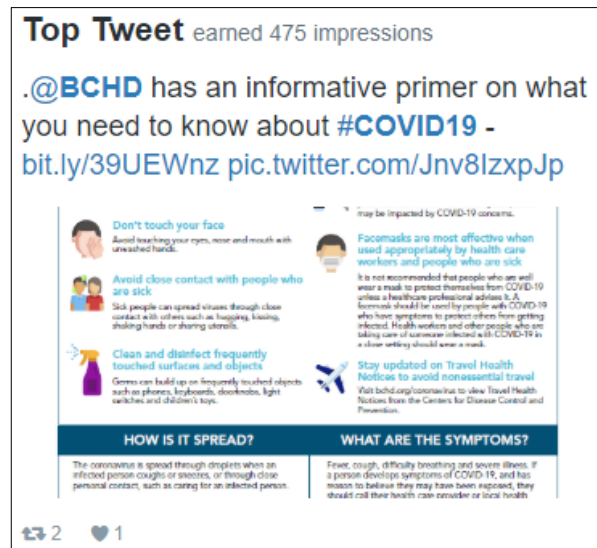 Top Tweet earned 475 impressions
.@BCHD has an informative primer on what
you need to know about #COVID19 -
bit.ly/39UEWnz pic.twitter.com/Jnv8IzxpJp
Don't touch your face
Avoid touching your eyes, nose and mouth with
unwashed hands.
Avoid close contact with people who
are sick
Sick people can spread viruses through close
contact with others such as hugging, kissing,
shaking hands or sharing utensils.
Clean and disinfect frequently
touched surfaces and objects
Germs can build up on frequently touched objects
such as phones, keyboards, doorknobs, light
switches and children's toys.
may be impacted by COVID-19 concerns.
Facemasks are most effective when
used appropriately by health care
workers and people who are sick
It is not recommended that people who are well
wear a mask to protect themselves from COVID-19
unless a healthcare professional advises it. A
facemask should be used by people with COVID-19
who have symptoms to protect others from getting
infected. Health workers and other people who are
taking care of someone infected with COVID-19 in
a close setting should wear a mask.
Stay updated on Travel Health
Notices to avoid nonessential travel
Visit bchd.org/coronavirus to view Travel Health
Notices from the Centers for Disease Control and
Prevention.
HOW IS IT SPREAD?
The coronavirus is spread through droplets when an
infected person coughs or sneezes, or through close
personal contact, such as caring for an infected person.
WHAT ARE THE SYMPTOMS?
Fever, cough, difficulty breathing and severe illness. If
a person develops symptoms of COVID-19, and has
reason to believe they may have been exposed, they
should call their health care provider or local health
2
1